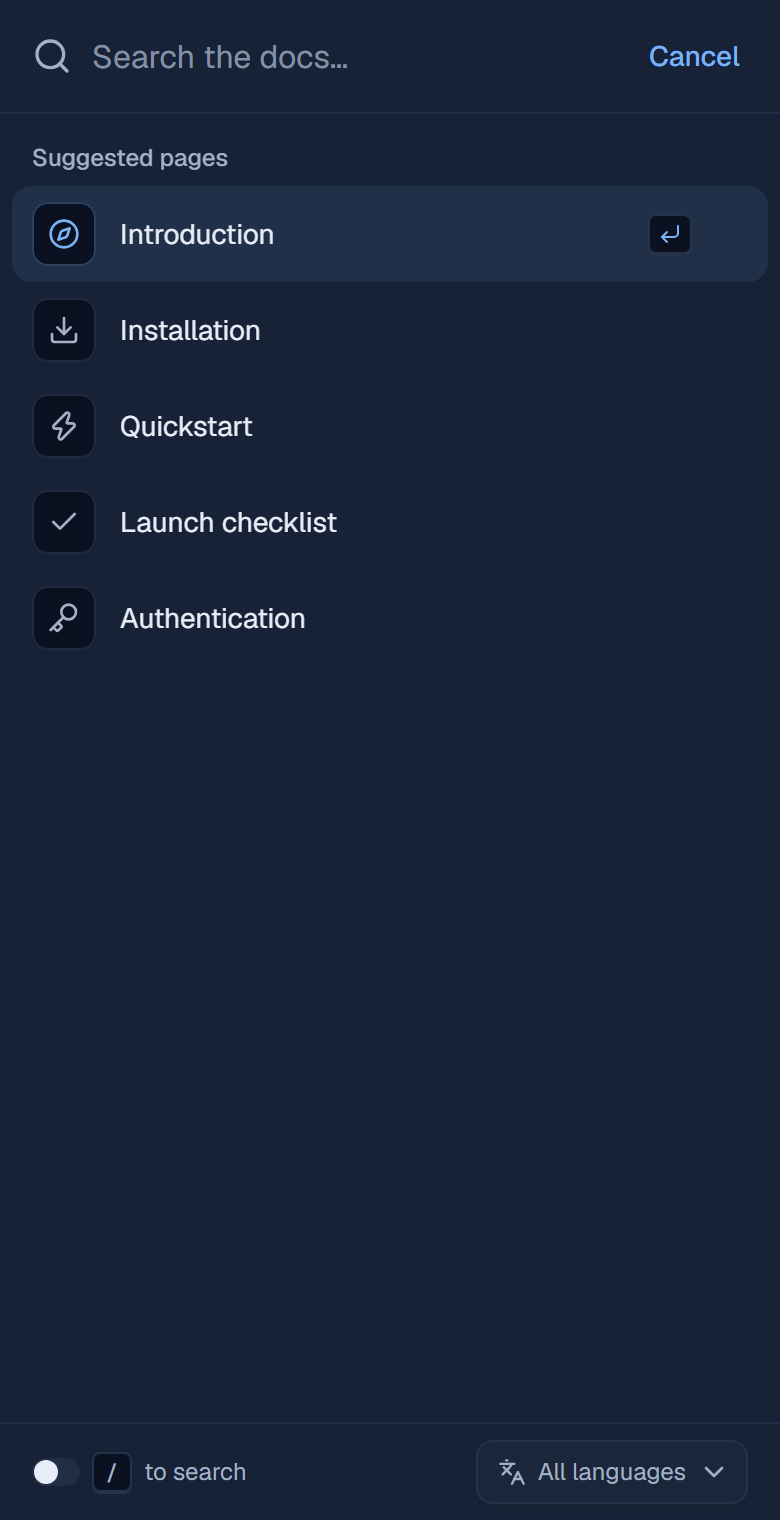 Search the docs...
Cancel
Suggested pages
Introduction
Installation
Quickstart
Launch checklist
Authentication
/ to search
All languages